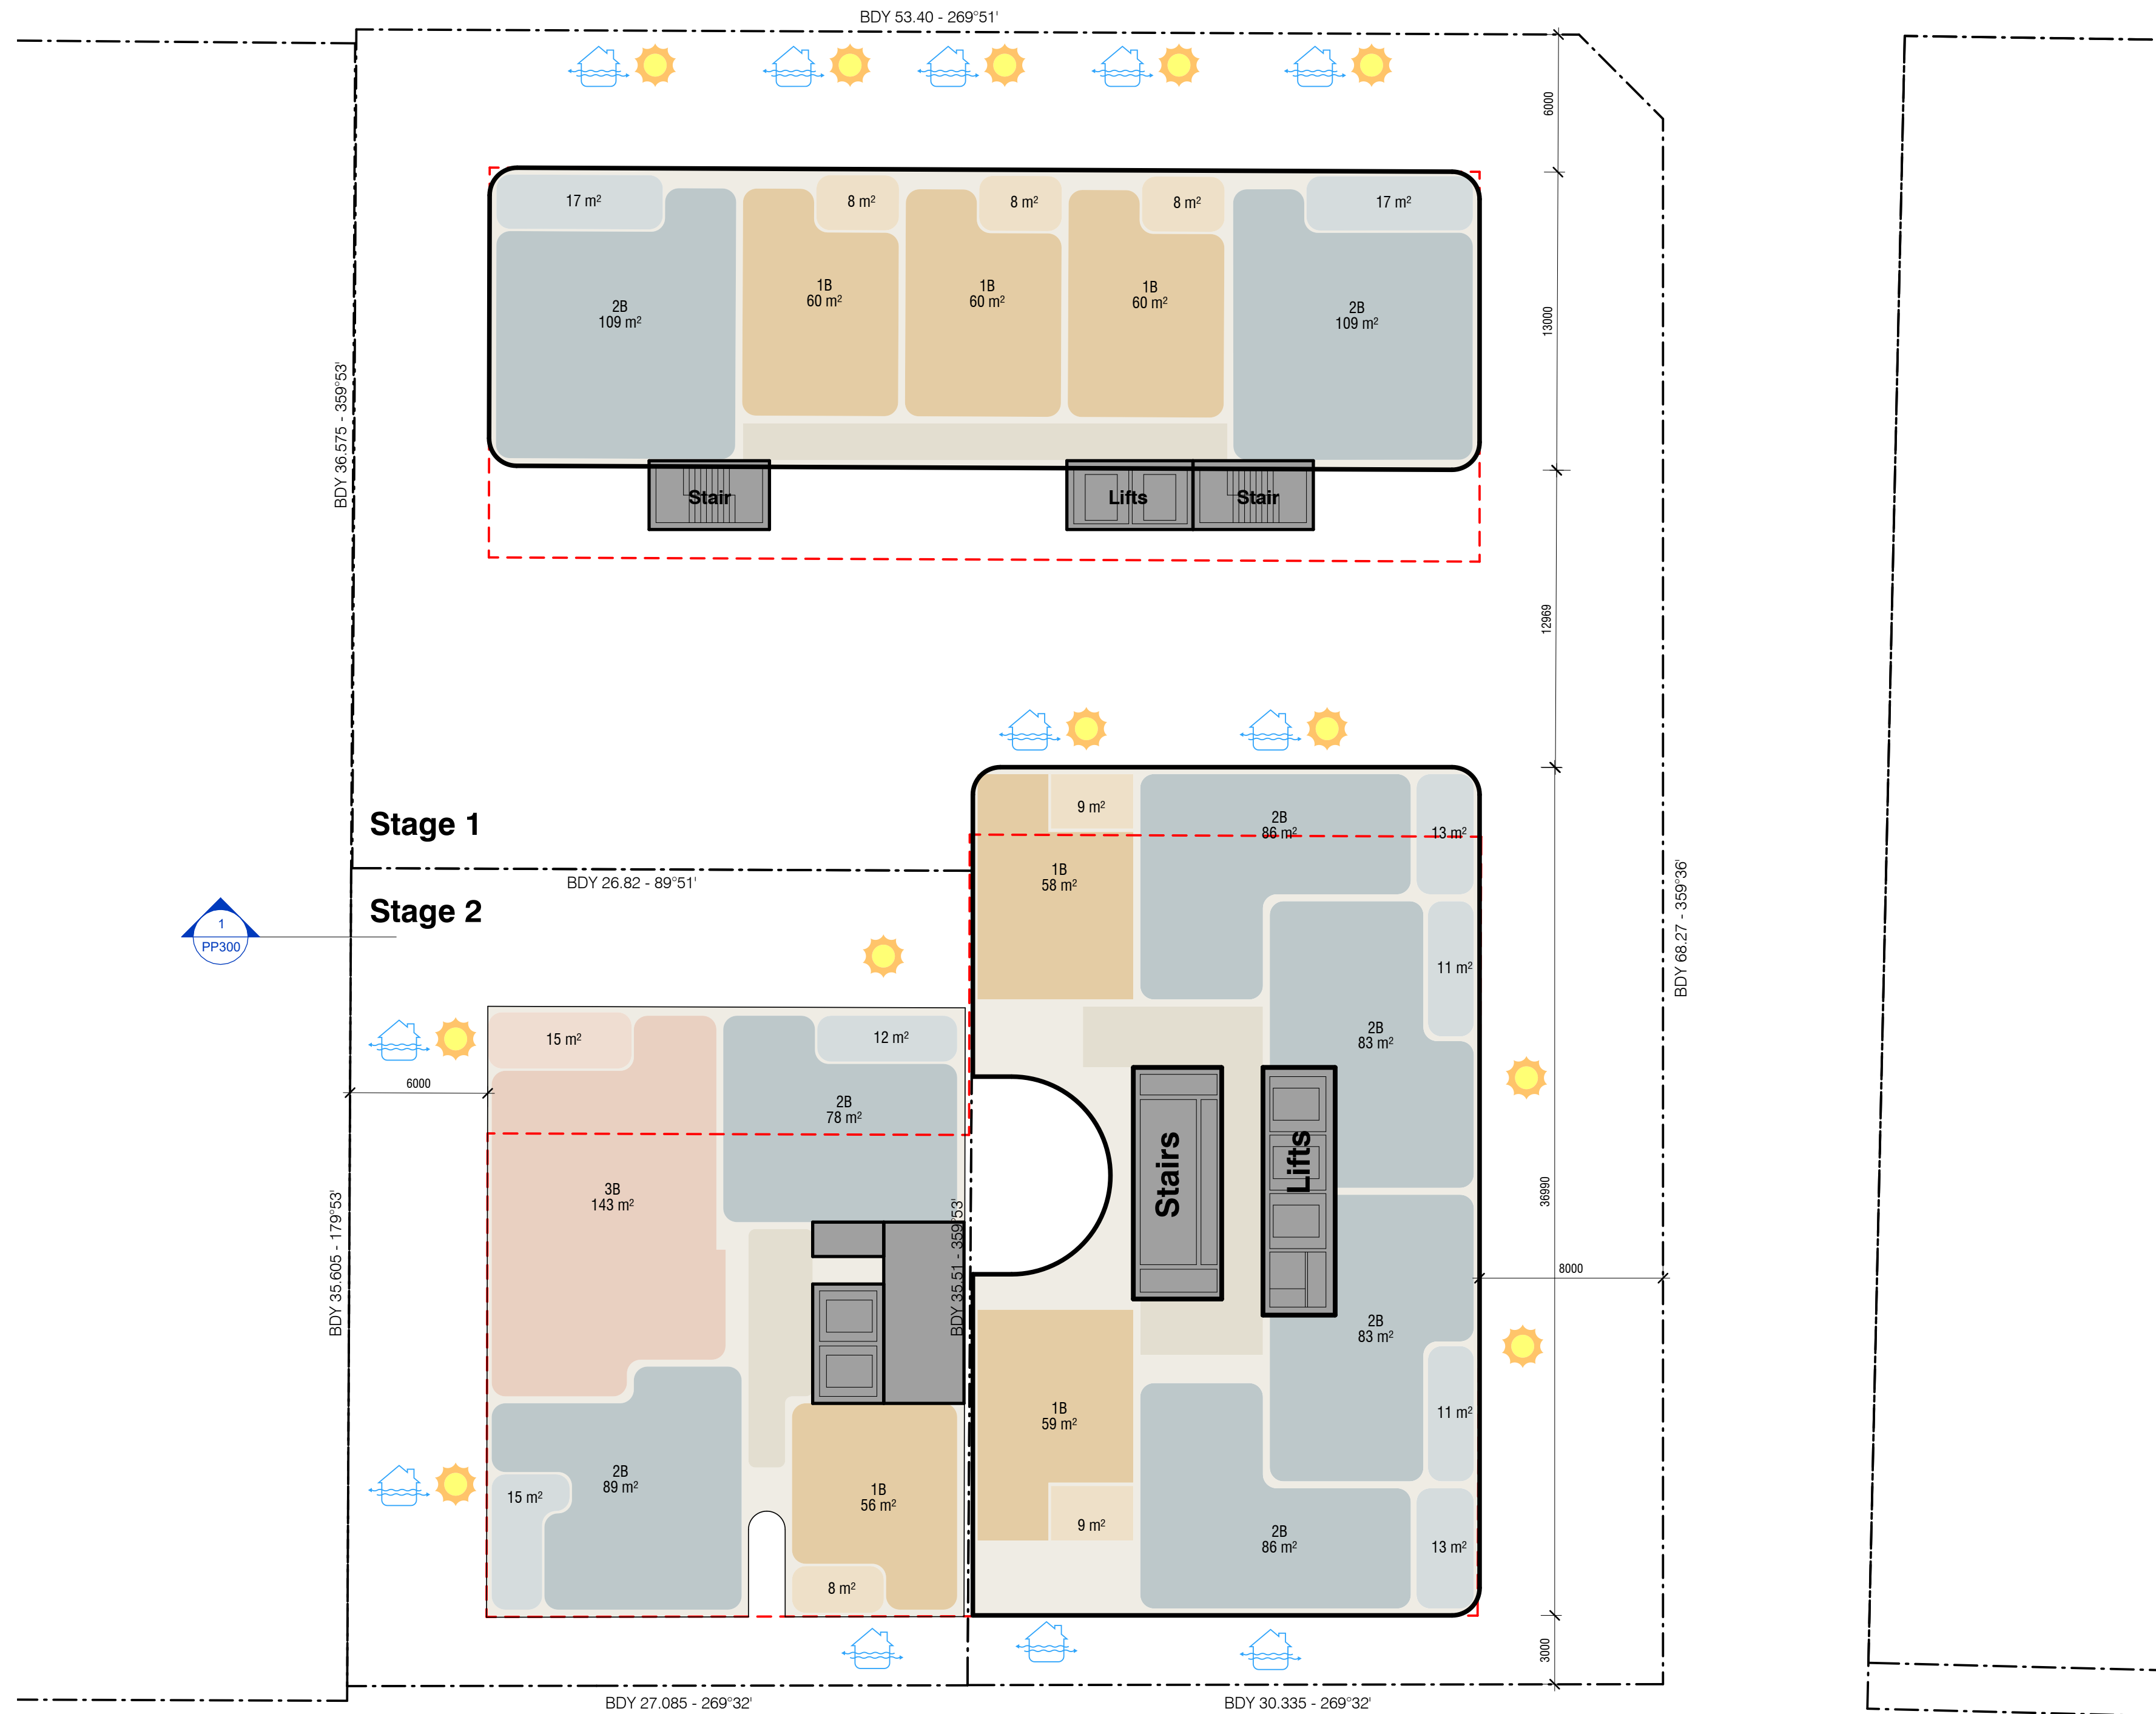 BDY 53.40 - 269°51'
6000
17 m²
8 m²
8 m²
8 m²
17 m²
2B
109 m²
1B
60 m²
1B
60 m²
1B
60 m²
2B
109 m²
13000
BDY 36.575 - 359°53'
Stair
Lifts
Stair
12969
Stage 1
BDY 26.82 - 89°51'
Stage 2
1
PP300
9 m²
2B
86 m²
13 m²
1B
58 m²
11 m²
BDY 68.27 - 359°36'
2B
83 m²
15 m²
12 m²
6000
2B
78 m²
3B
143 m²
Stairs
Lifts
36990
8000
BDY 35.605 - 179°53'
BDY 35.51 - 359°53'
2B
83 m²
1B
59 m²
11 m²
2B
89 m²
15 m²
1B
56 m²
9 m²
2B
86 m²
13 m²
8 m²
3000
BDY 27.085 - 269°32'
BDY 30.335 - 269°32'